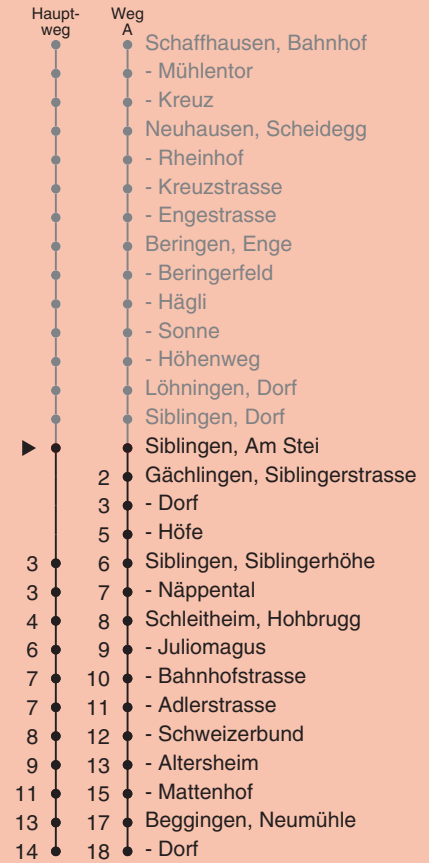 Haupt- Weg
weg A
Schaffhausen, Bahnhof
- Mühlentor
- Kreuz
Neuhausen, Scheidegg
- Rheinhof
- Kreuzstrasse
- Engestrasse
Beringen, Enge
- Beringerfeld
- Hägli
- Sonne
- Höhenweg
Löhningen, Dorf
Siblingen, Dorf
Siblingen, Am Stei
2 Gächlingen, Siblingerstrasse
3 - Dorf
5 - Höfe
3 6 Siblingen, Siblingerhöhe
3 7 - Näppental
4 8 Schleitheim, Hohbrugg
6 9 - Juliomagus
7 10 - Bahnhofstrasse
7 11 - Adlerstrasse
8 12 - Schweizerbund
9 13 - Altersheim
11 15 - Mattenhof
13 17 Beggingen, Neumühle
14 18 - Dorf